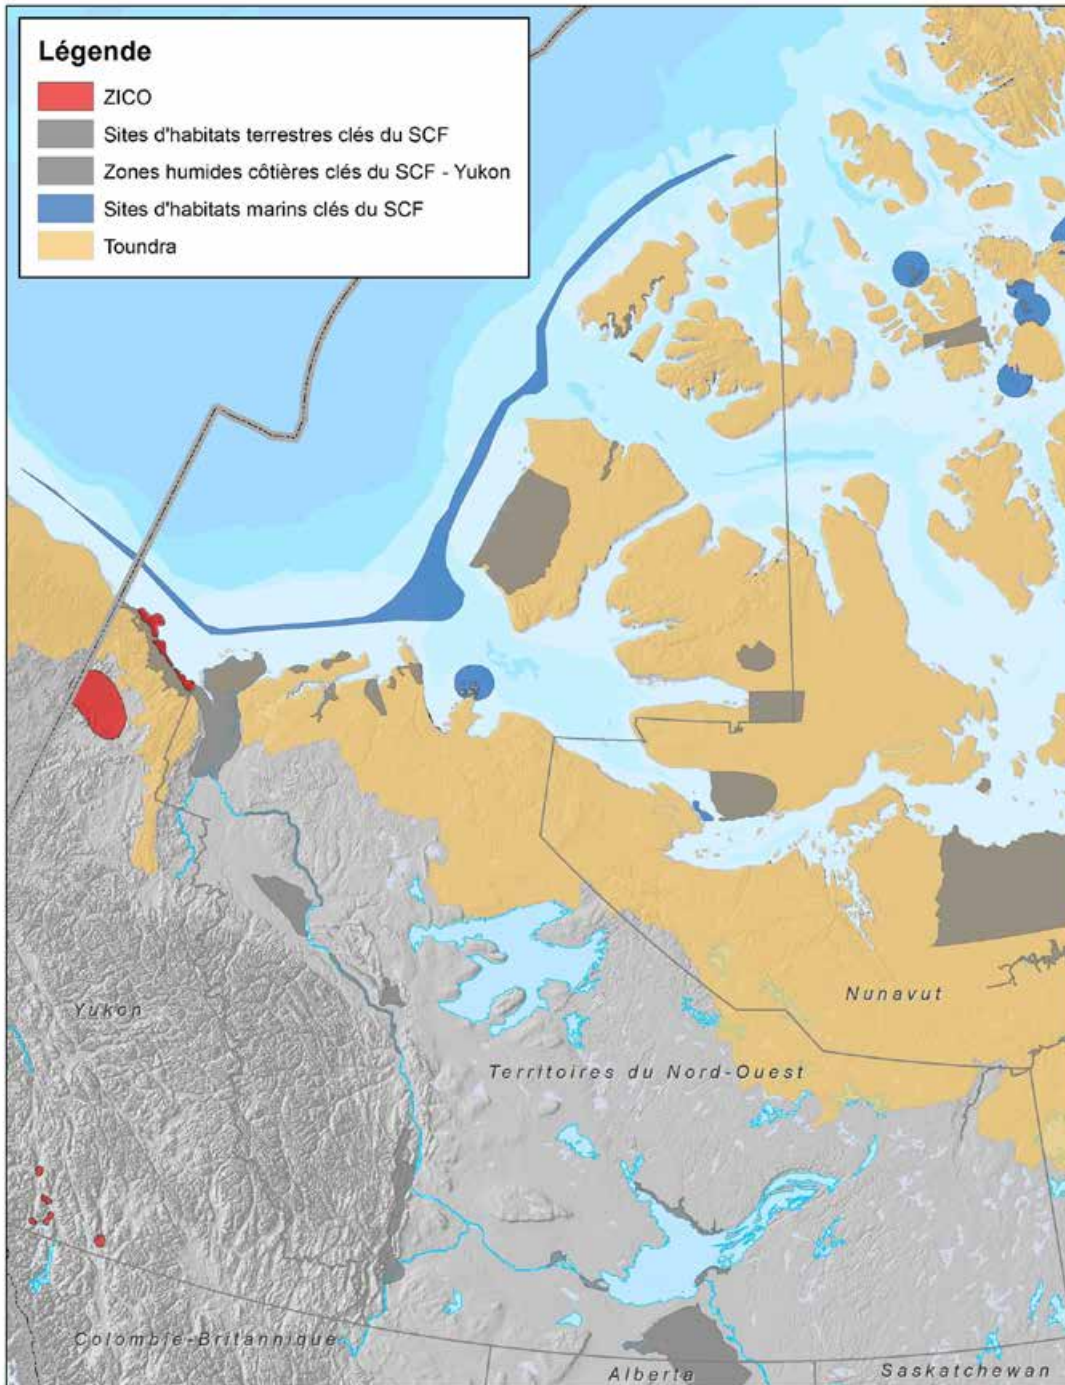 Légende
ZICO
Sites d'habitats terrestres clés du SCF
Zones humides côtières clés du SCF - Yukon
Sites d'habitats marins clés du SCF
Toundra
Nunavut
Yukon
Territoires du Nord-Ouest
Colombie-Britannique
Alberta
Saskatchewan